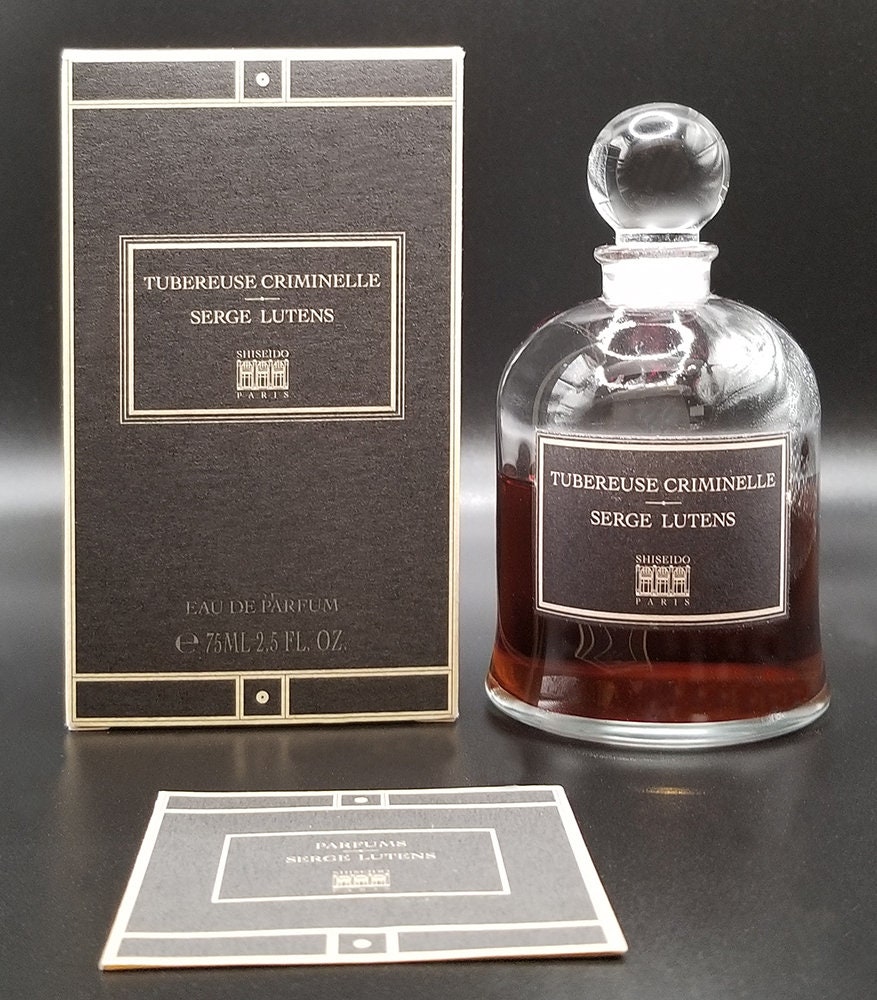 TUBEREUSE CRIMINELLE
SERGE LUTENS
SHISEIDO
PARIS
EAU DE PARFUM
℮ 75ML 2,5 FL. OZ.
TUBEREUSE CRIMINELLE
SERGE LUTENS
SHISEIDO
PARIS
PARFUMS
SERGE LUTENS
SHISEIDO